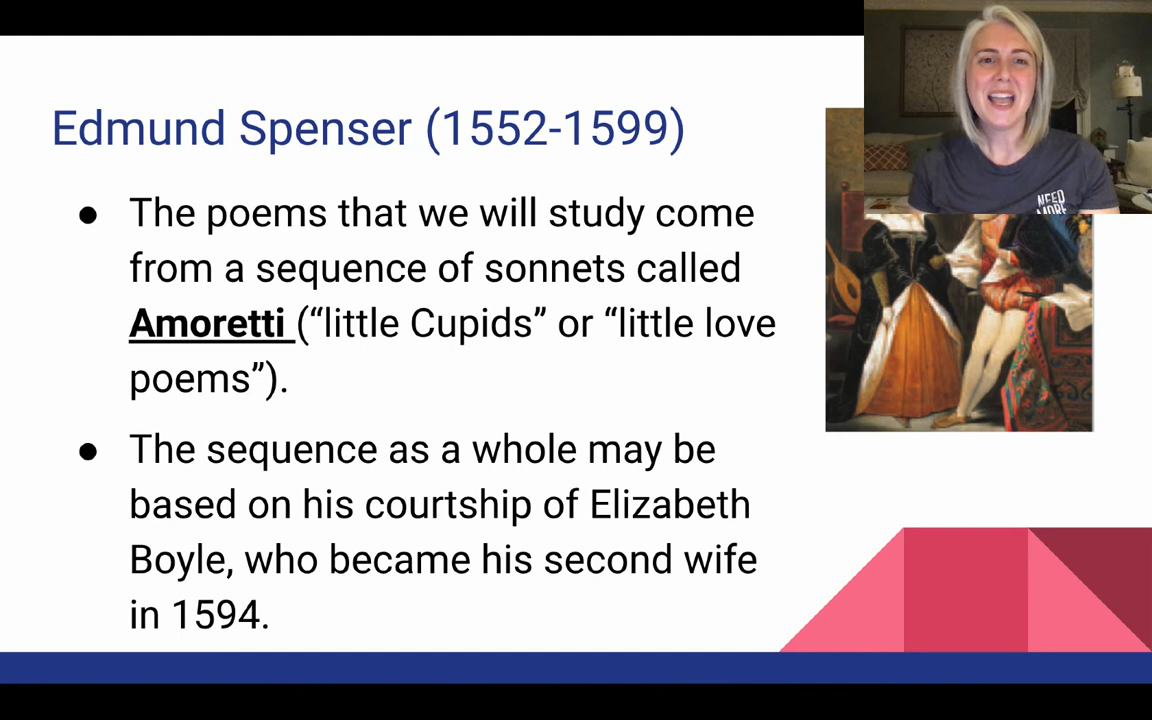 Edmund Spenser (1552-1599)
● The poems that we will study come
from a sequence of sonnets called
Amoretti (“little Cupids” or “little love
poems”).
● The sequence as a whole may be
based on his courtship of Elizabeth
Boyle, who became his second wife
in 1594.
NEED
MORE